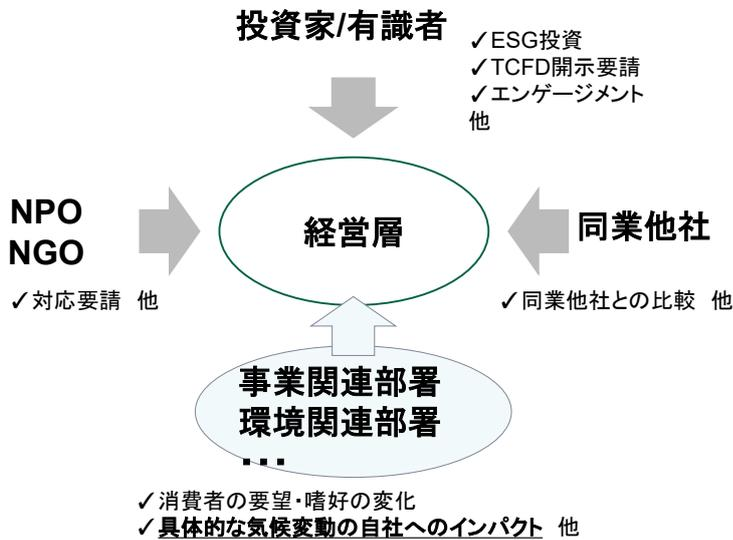 投資家/有識者
✓ESG投資
✓TCFD開示要請
✓エンゲージメント
他
NPO
NGO
✓対応要請 他
経営層
同業他社
✓同業他社との比較 他
事業関連部署
環境関連部署
・・・
✓消費者の要望・嗜好の変化
✓具体的な気候変動の自社へのインパクト 他